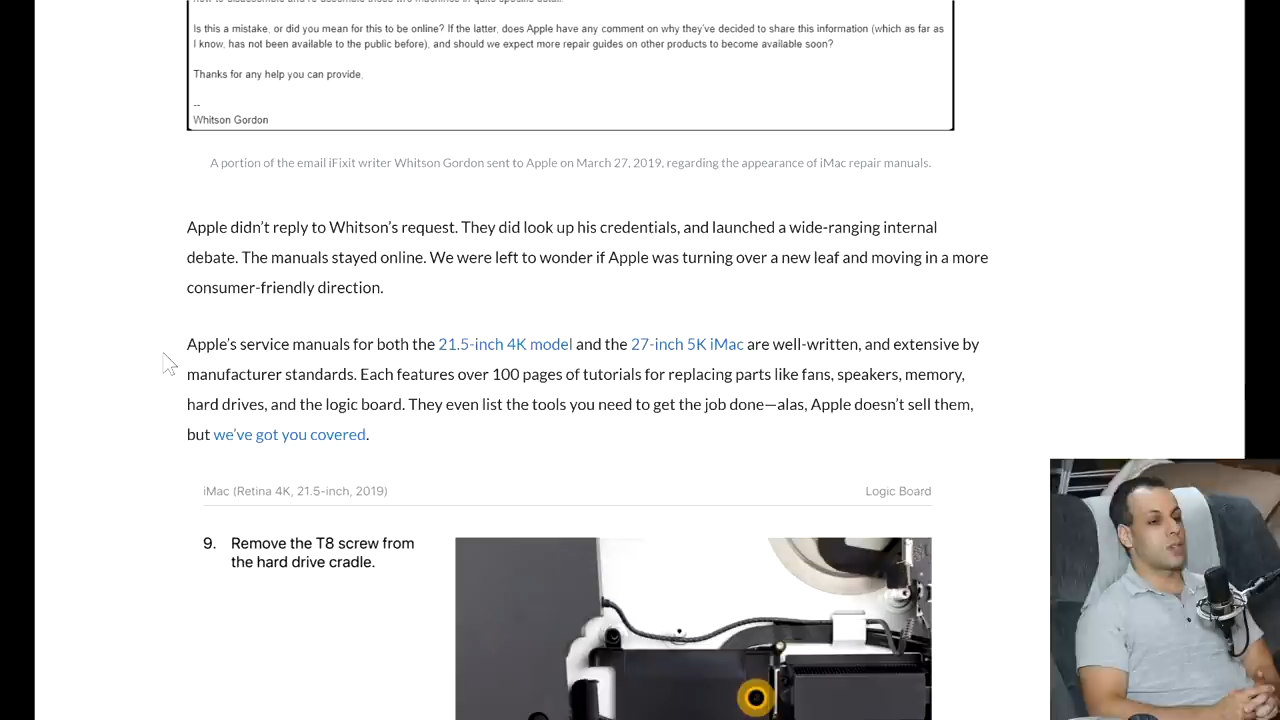 Is this a mistake, or did you mean for this to be online? If the latter, does Apple have any comment on why they've decided to share this information (which as far as
I know, has not been available to the public before), and should we expect more repair guides on other products to become available soon?
Thanks for any help you can provide,
--
Whitson Gordon
A portion of the email iFixit writer Whitson Gordon sent to Apple on March 27, 2019, regarding the appearance of iMac repair manuals.
Apple didn't reply to Whitson's request. They did look up his credentials, and launched a wide-ranging internal
debate. The manuals stayed online. We were left to wonder if Apple was turning over a new leaf and moving in a more
consumer-friendly direction.
Apple's service manuals for both the 21.5-inch 4K model and the 27-inch 5K iMac are well-written, and extensive by
manufacturer standards. Each features over 100 pages of tutorials for replacing parts like fans, speakers, memory,
hard drives, and the logic board. They even list the tools you need to get the job done—alas, Apple doesn't sell them,
but we've got you covered.
iMac (Retina 4K, 21.5-inch, 2019)
Logic Board
9. Remove the T8 screw from
the hard drive cradle.